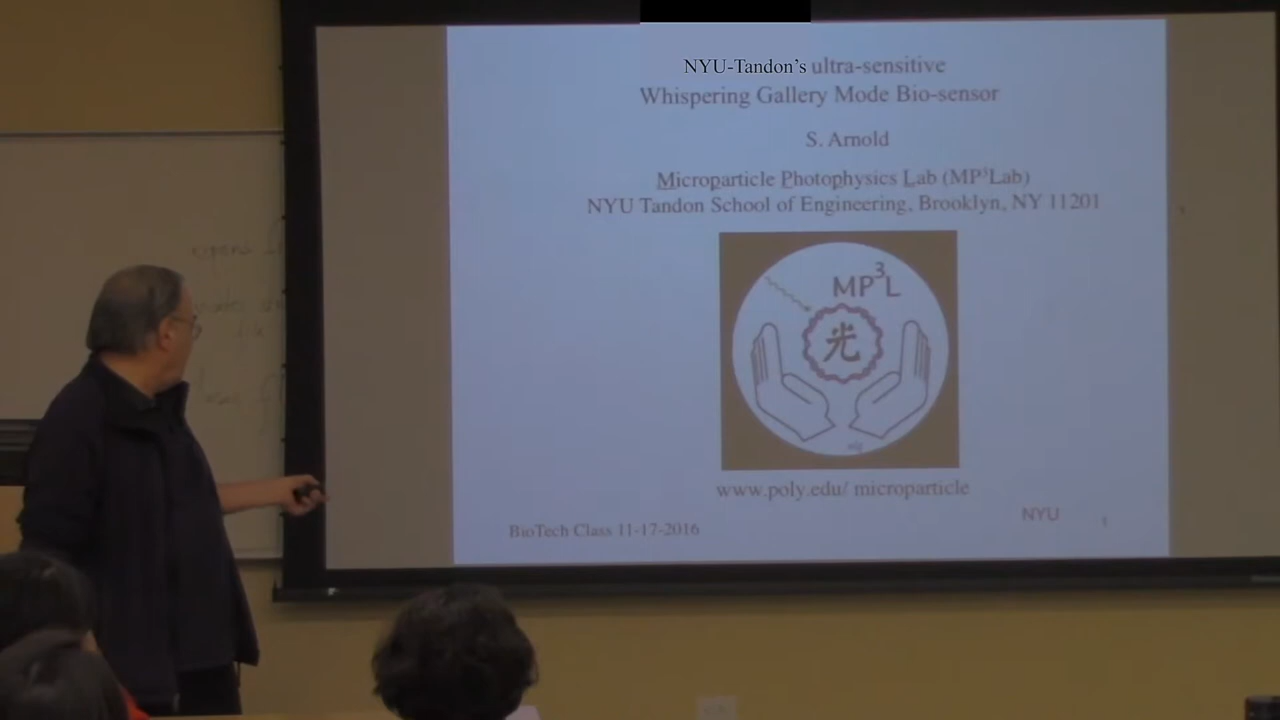 NYU-Tandon’s ultra-sensitive
Whispering Gallery Mode Bio-sensor
S. Arnold
Microparticle Photophysics Lab (MP³Lab)
NYU Tandon School of Engineering, Brooklyn, NY 11201
MP³L
光
www.poly.edu/ microparticle
NYU
1
BioTech Class 11-17-2016